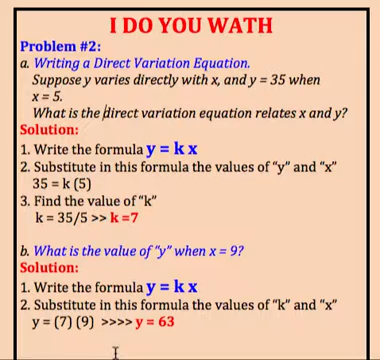 I DO YOU WATH
Problem #2:
a. Writing a Direct Variation Equation.
Suppose y varies directly with x, and y = 35 when
x = 5.
What is the direct variation equation relates x and y?
Solution:
1. Write the formula y = k x
2. Substitute in this formula the values of "y" and "x"
35 = k (5)
3. Find the value of "k"
k = 35/5 >> k =7
b. What is the value of "y" when x = 9?
Solution:
1. Write the formula y = k x
2. Substitute in this formula the values of "k" and "x"
y = (7) (9) >>>> y = 63